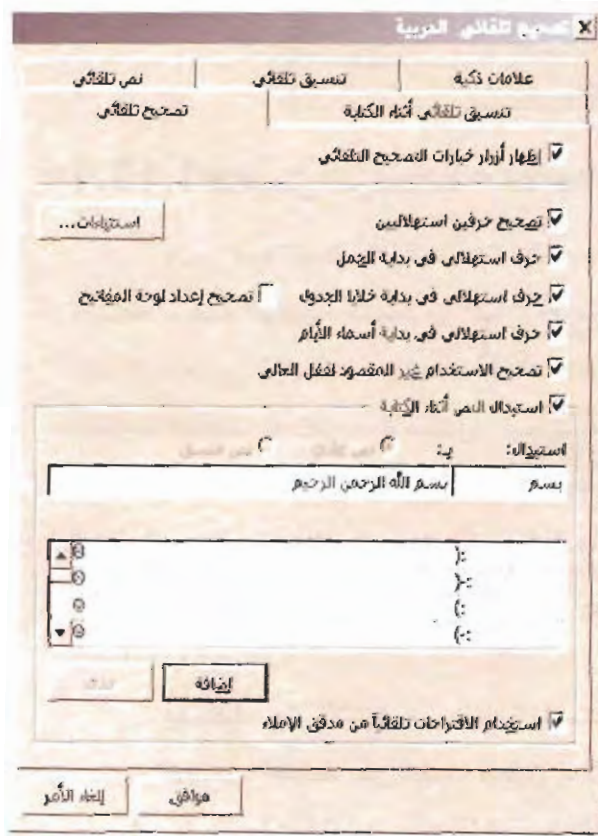 تصحيح تلقائي: العربية
علامات ذكية تنسيق تلقائي نص تلقائي
تنسيق تلقائي أثناء الكتابة تصحيح تلقائي
إظهار أزرار خيارات التصحيح التلقائي
تصحيح حرفين استهلاليين استثناءات...
حرف استهلالي في بداية الجمل
حرف استهلالي في بداية خلايا الجدول تصحيح إعداد لوحة المفاتيح
حرف استهلالي في بداية أسماء الأيام
تصحيح الاستخدام غير المقصود لقفل العالي
استبدال النص أثناء الكتابة
استبدال: بـ: نص عادي نص منسق
بسم بسم الله الرحمن الرحيم
إضافة حذف
استخدام الاقتراحات تلقائياً من مدقق الإملاء
موافق إلغاء الأمر